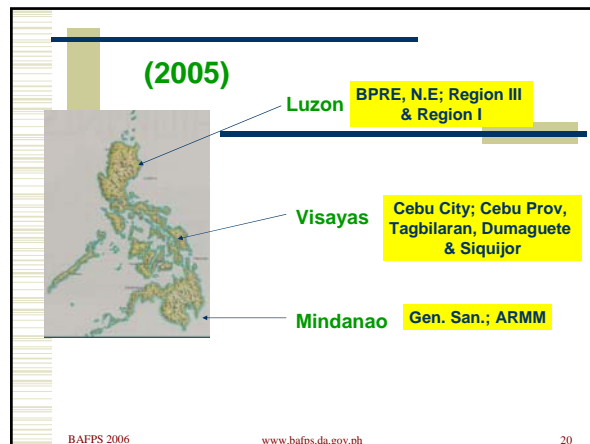 (2005)
Luzon
BPRE, N.E; Region III
& Region I
Visayas
Cebu City; Cebu Prov,
Tagbilaran, Dumaguete
& Siquijor
Mindanao
Gen. San.; ARMM
BAFPS 2006
www.bafps.da.gov.ph
20